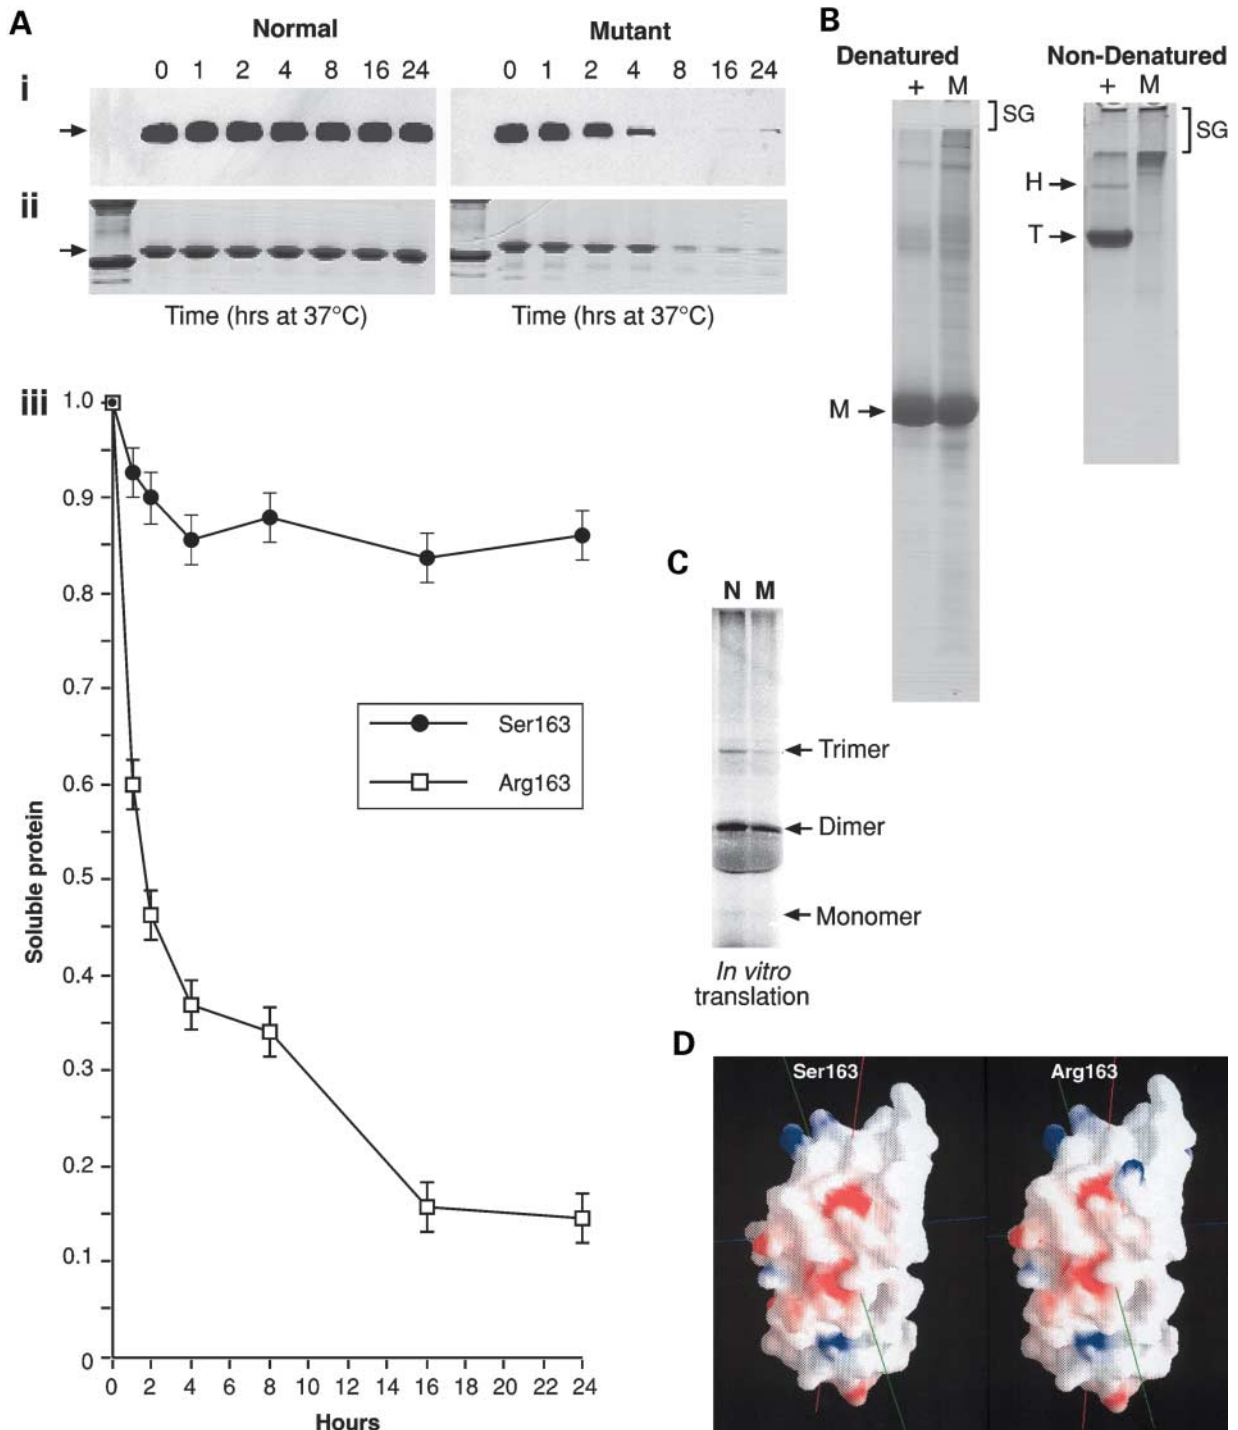 A
Normal
Mutant
0 1 2 4 8 16 24
0 1 2 4 8 16 24
i
ii
Time (hrs at 37°C)
Time (hrs at 37°C)
B
Denatured
Non-Denatured
+ M
+ M
SG
SG
H
T
M
iii
1.0
0.9
0.8
0.7
0.6
0.5
0.4
0.3
0.2
0.1
0
Soluble protein
Ser163
Arg163
0 2 4 6 8 10 12 14 16 18 20 22 24
Hours
C
N M
Trimer
Dimer
Monomer
In vitro
translation
D
Ser163
Arg163